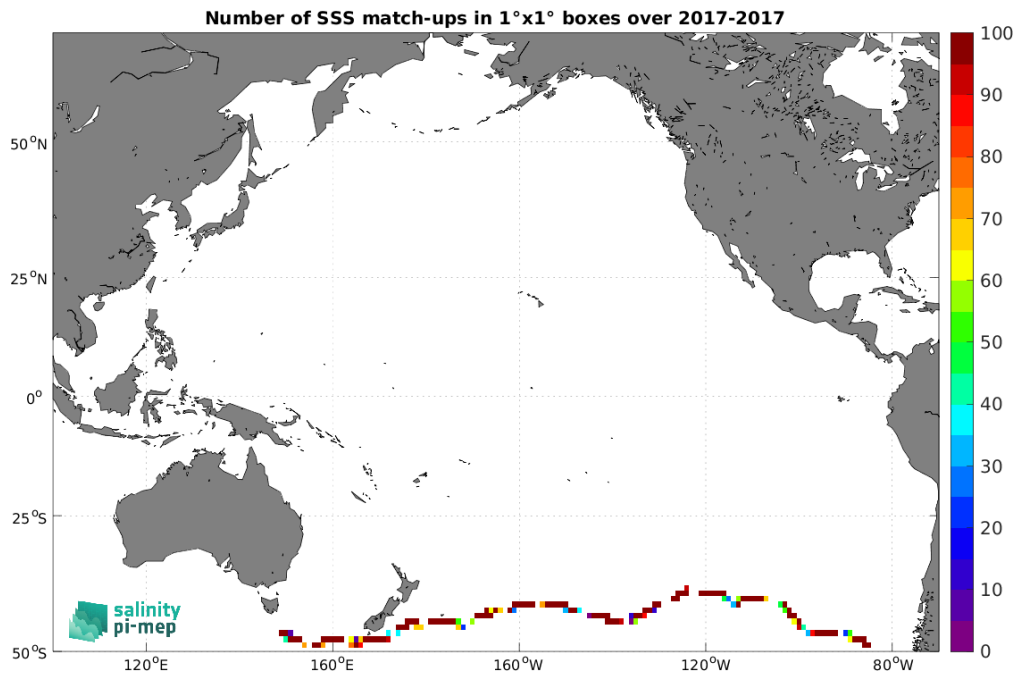 Number of SSS match-ups in 1°x1° boxes over 2017-2017
50°N
25°N
0°
25°S
50°S
120°E
160°E
160°W
120°W
80°W
100
90
80
70
60
50
40
30
20
10
0
salinity
pi-mep